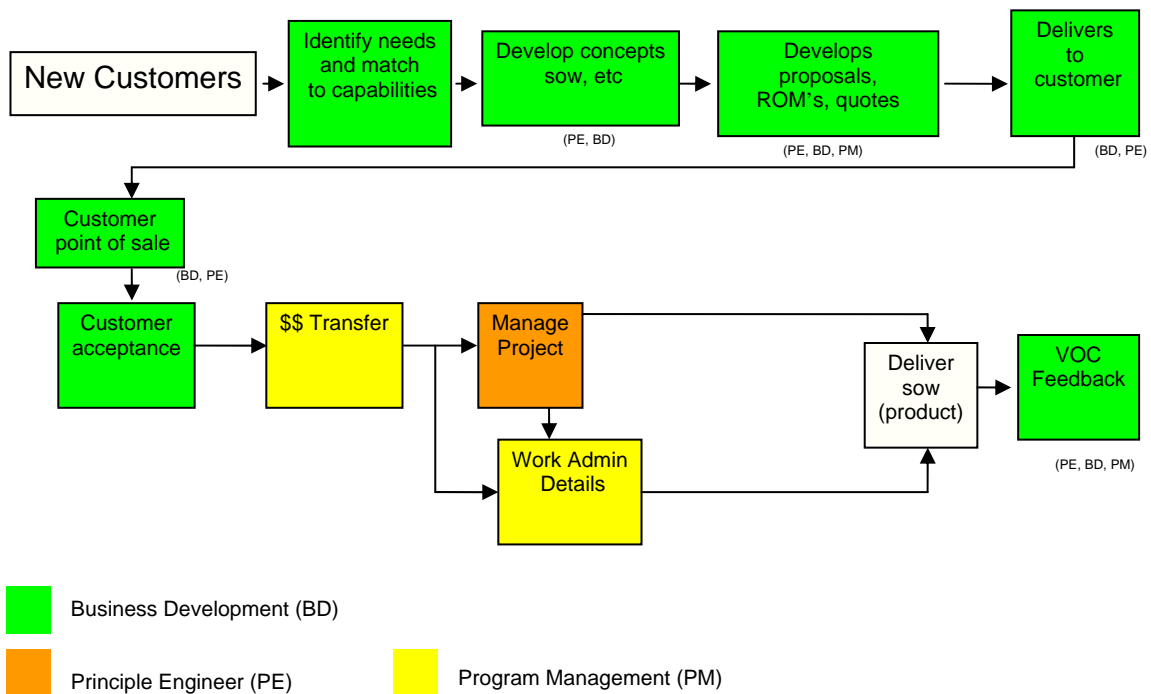 New Customers
Identify needs
and match
to capabilities
Develop concepts
sow, etc
(PE, BD)
Develops
proposals,
ROM’s, quotes
(PE, BD, PM)
Delivers
to
customer
(BD, PE)
Customer
point of sale
(BD, PE)
Customer
acceptance
$$ Transfer
Manage
Project
Work Admin
Details
Deliver
sow
(product)
VOC
Feedback
(PE, BD, PM)
Business Development (BD)
Principle Engineer (PE)
Program Management (PM)